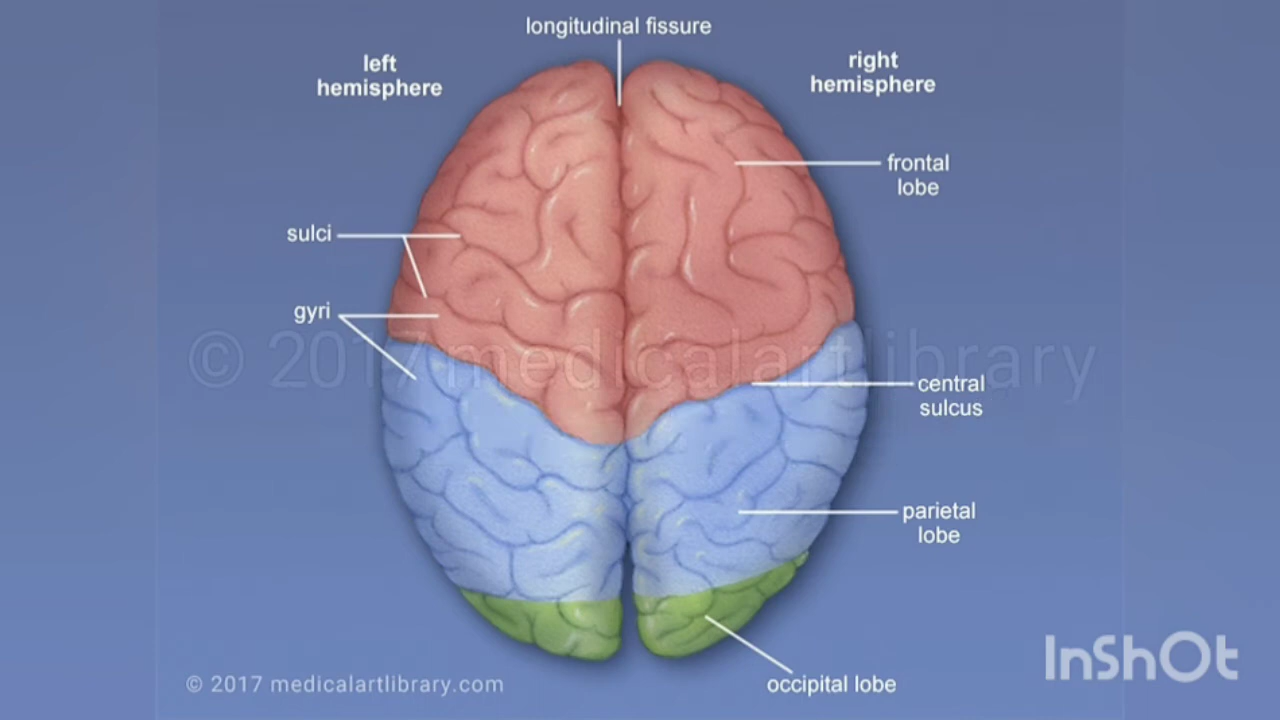 longitudinal fissure
left
hemisphere
right
hemisphere
frontal
lobe
sulci
gyri
© 2017 medicalartlibrary
central
sulcus
parietal
lobe
occipital lobe
© 2017 medicalartlibrary.com
InShOt